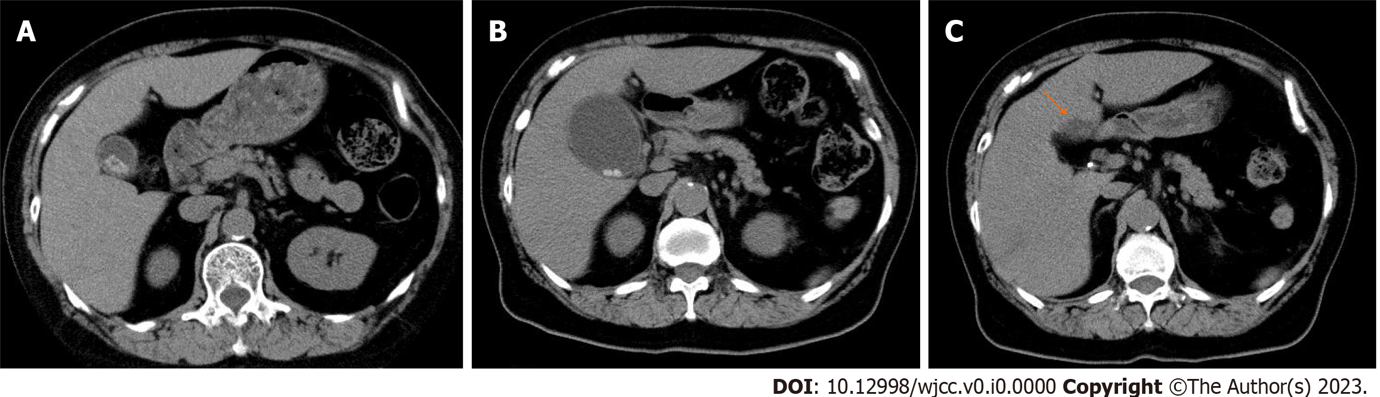 A
B
C
DOI: 10.12998/wjcc.v0.i0.0000 Copyright ©The Author(s) 2023.